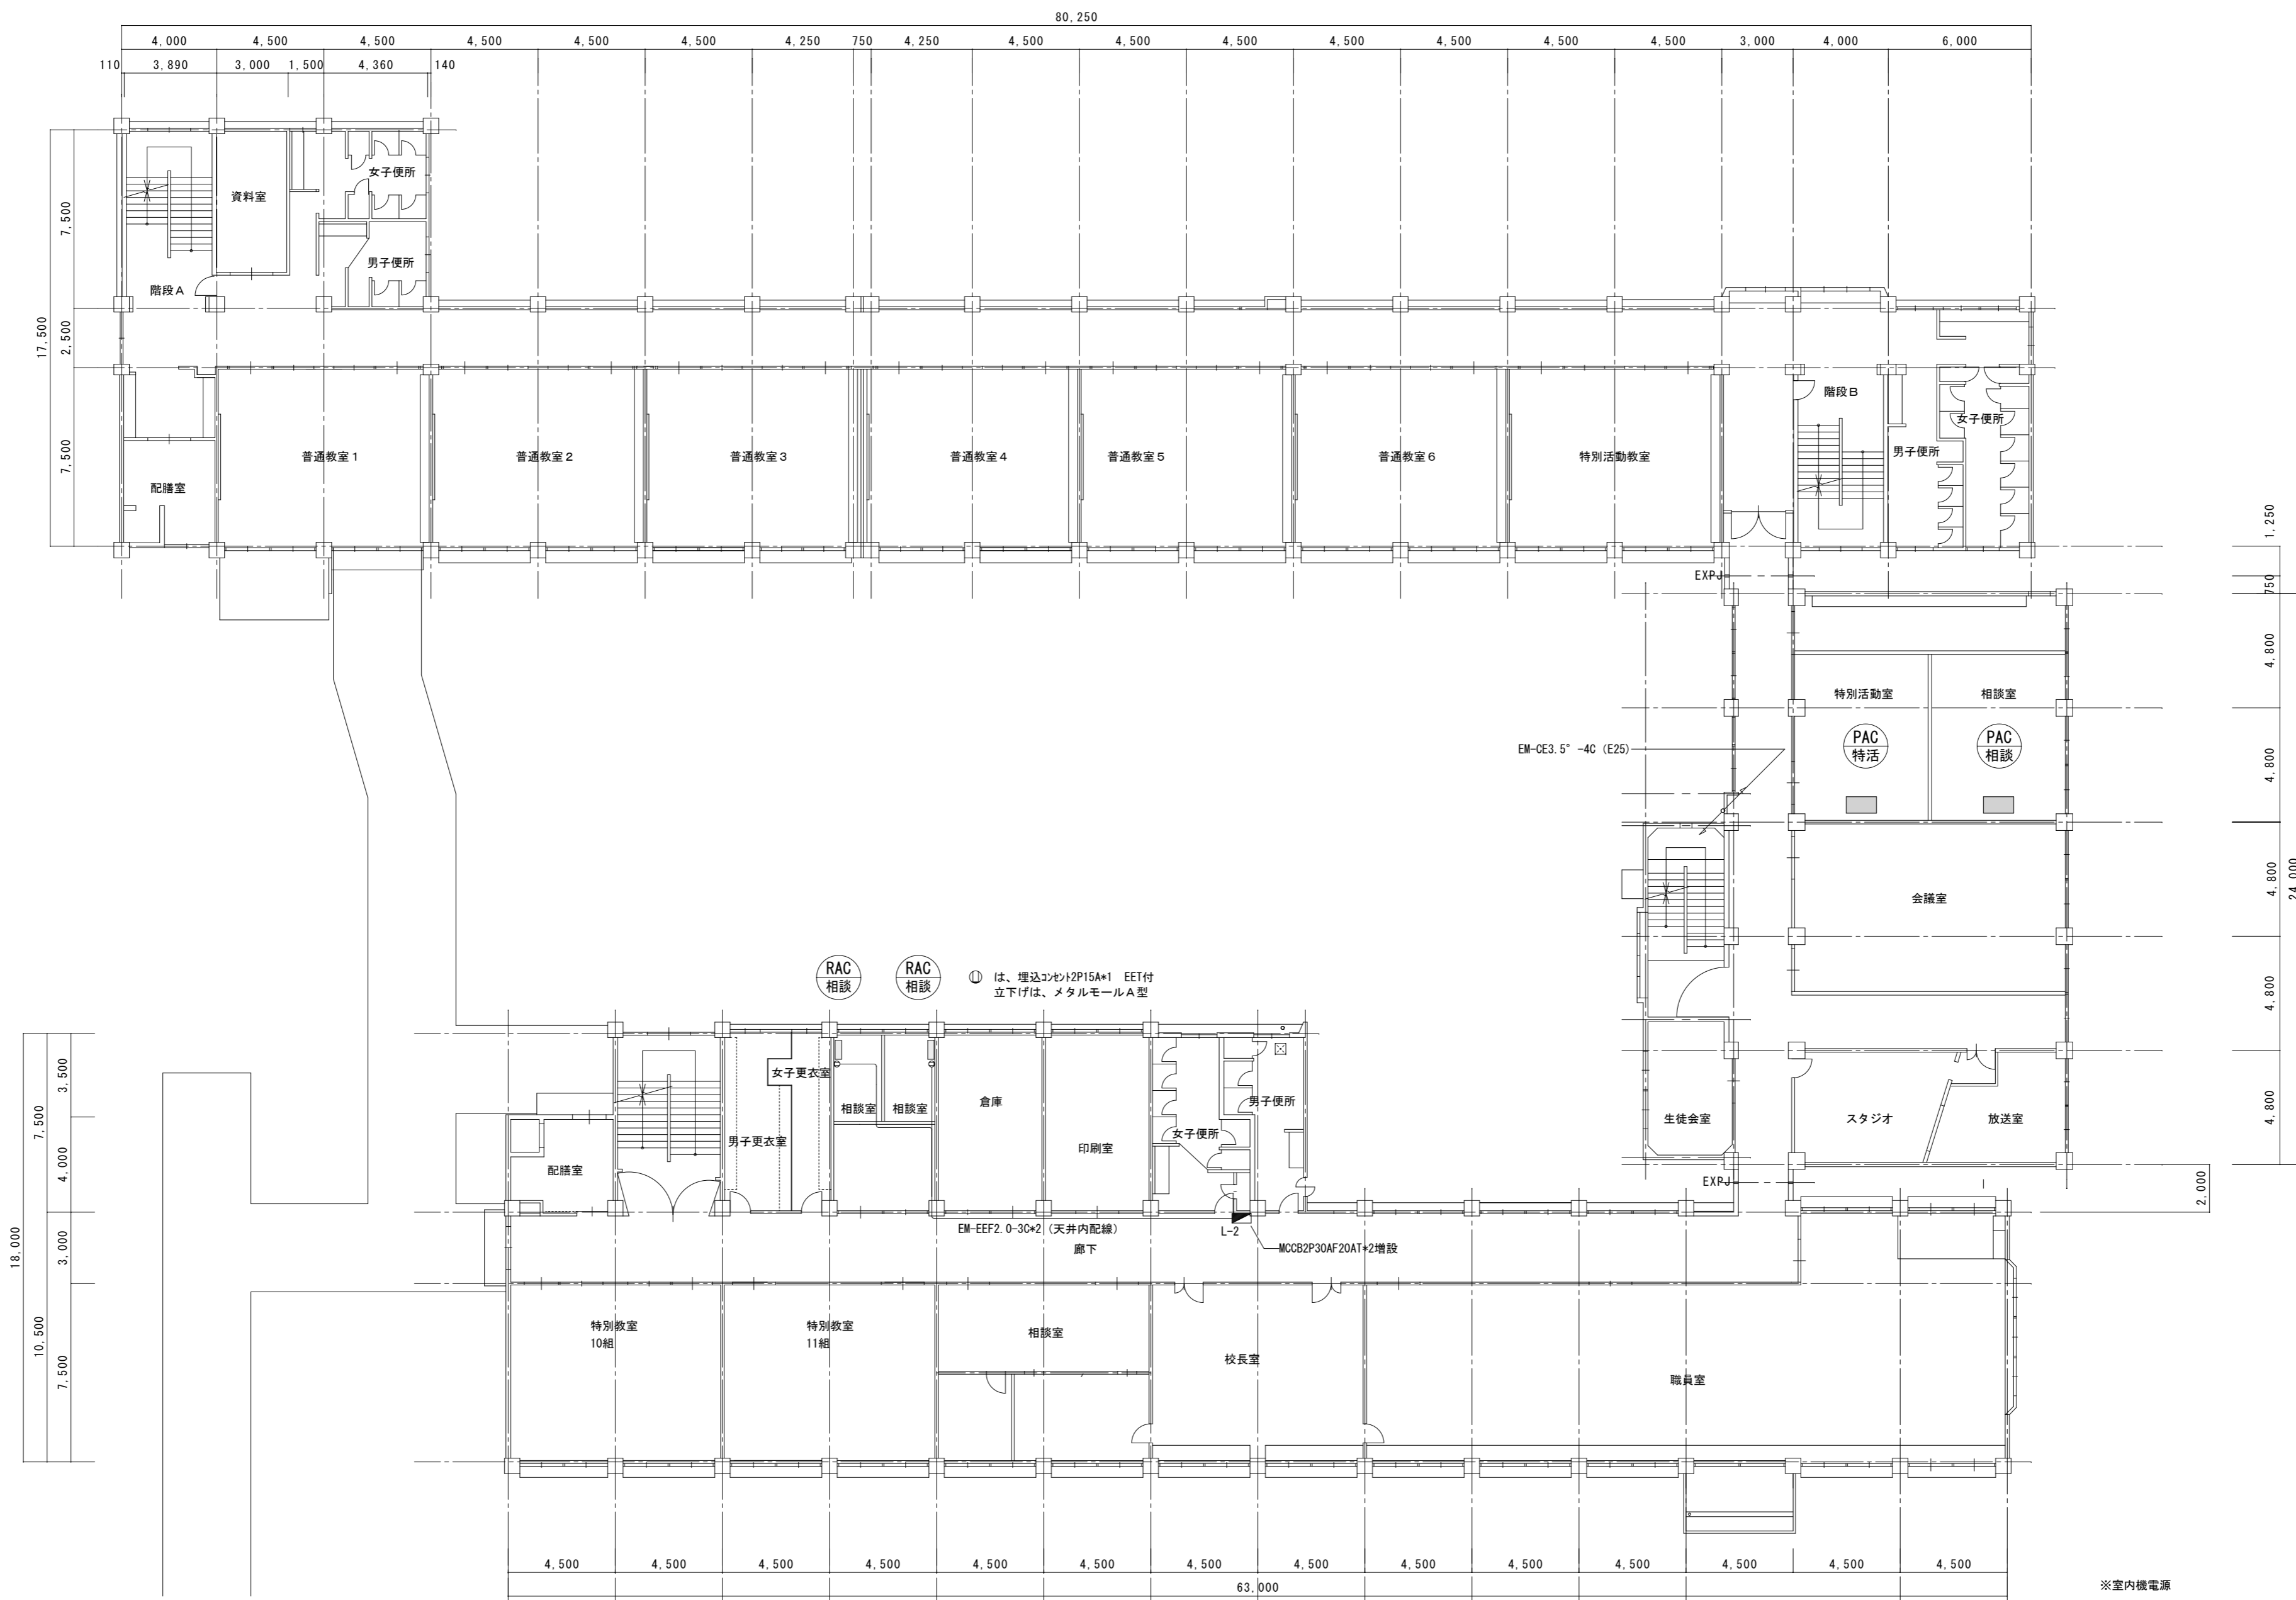 80,250
4,000 4,500 4,500 4,500 4,500 4,500 4,250 750 4,250 4,500 4,500 4,500 4,500 4,500 4,500 4,500 3,000 4,000 6,000
110 3,890 3,000 1,500 4,360 140
女子便所
資料室
男子便所
階段A
7,500
17,500
2,500
7,500
階段B
女子便所
男子便所
普通教室1 普通教室2 普通教室3 普通教室4 普通教室5 普通教室6 特別活動教室
配膳室
1,250
EXPJ
750
4,800
特別活動室 相談室
EM-CE3.5°-4C (E25)
PAC
特活
PAC
相談
4,800
会議室
4,800
24,000
RAC
相談
RAC
相談
は、埋込コンセント2P15A*1 EET付
立下げは、メタルモールA型
4,800
3,500
7,500
女子更衣室
相談室 相談室
倉庫
男子便所
生徒会室
スタジオ
放送室
4,800
男子更衣室
女子便所
印刷室
配膳室
4,000
EXPJ
2,000
18,000
EM-EEF2.0-3C*2 (天井内配線)
L-2
廊下
MCCB2P30AF20AT*2増設
3,000
特別教室
10組
特別教室
11組
相談室
校長室
職員室
10,500
7,500
4,500 4,500 4,500 4,500 4,500 4,500 4,500 4,500 4,500 4,500 4,500 4,500 4,500 4,500
63,000
※室内機電源